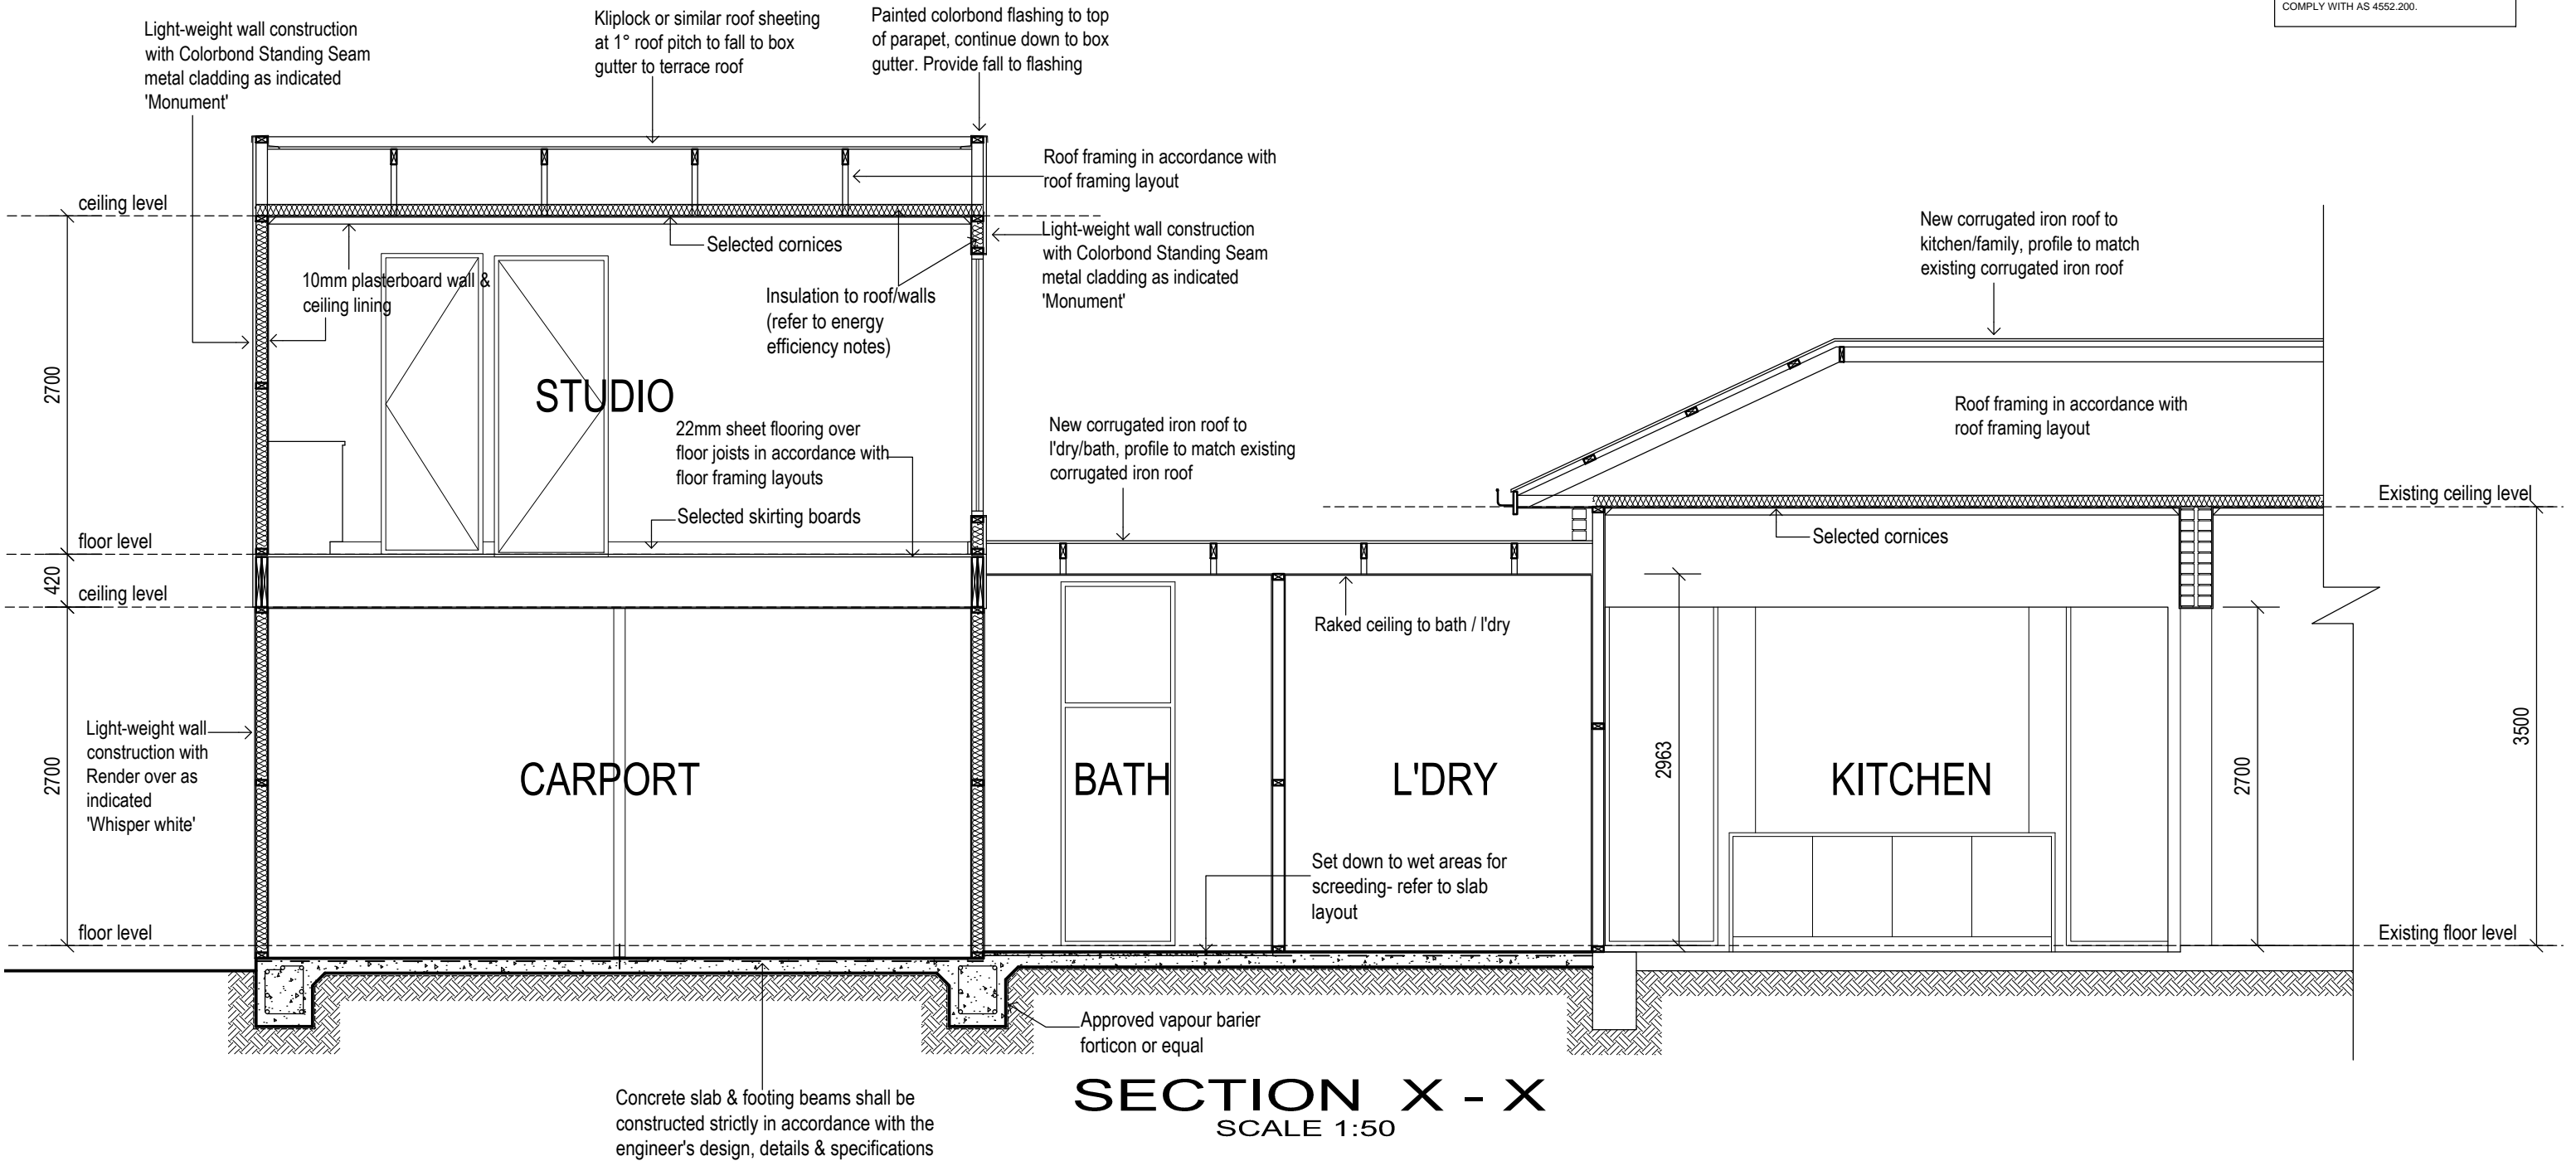 COMPLY WITH AS 4552.200.
Light-weight wall construction
with Colorbond Standing Seam
metal cladding as indicated
'Monument'
Kliplock or similar roof sheeting
at 1° roof pitch to fall to box
gutter to terrace roof
Painted colorbond flashing to top
of parapet, continue down to box
gutter. Provide fall to flashing
Roof framing in accordance with
roof framing layout
ceiling level
Selected cornices
Light-weight wall construction
with Colorbond Standing Seam
metal cladding as indicated
'Monument'
10mm plasterboard wall &
ceiling lining
Insulation to roof/walls
(refer to energy
efficiency notes)
New corrugated iron roof to
kitchen/family, profile to match
existing corrugated iron roof
2700
STUDIO
22mm sheet flooring over
floor joists in accordance with
floor framing layouts
Selected skirting boards
New corrugated iron roof to
l'dry/bath, profile to match existing
corrugated iron roof
Roof framing in accordance with
roof framing layout
Existing ceiling level
Selected cornices
floor level
420
ceiling level
Raked ceiling to bath / l'dry
Light-weight wall
construction with
Render over as
indicated
'Whisper white'
2700
CARPORT
BATH
L'DRY
2963
KITCHEN
2700
3500
Set down to wet areas for
screeding- refer to slab
layout
floor level
Existing floor level
Approved vapour barier
forticon or equal
Concrete slab & footing beams shall be
constructed strictly in accordance with the
engineer's design, details & specifications
SECTION X - X
SCALE 1:50